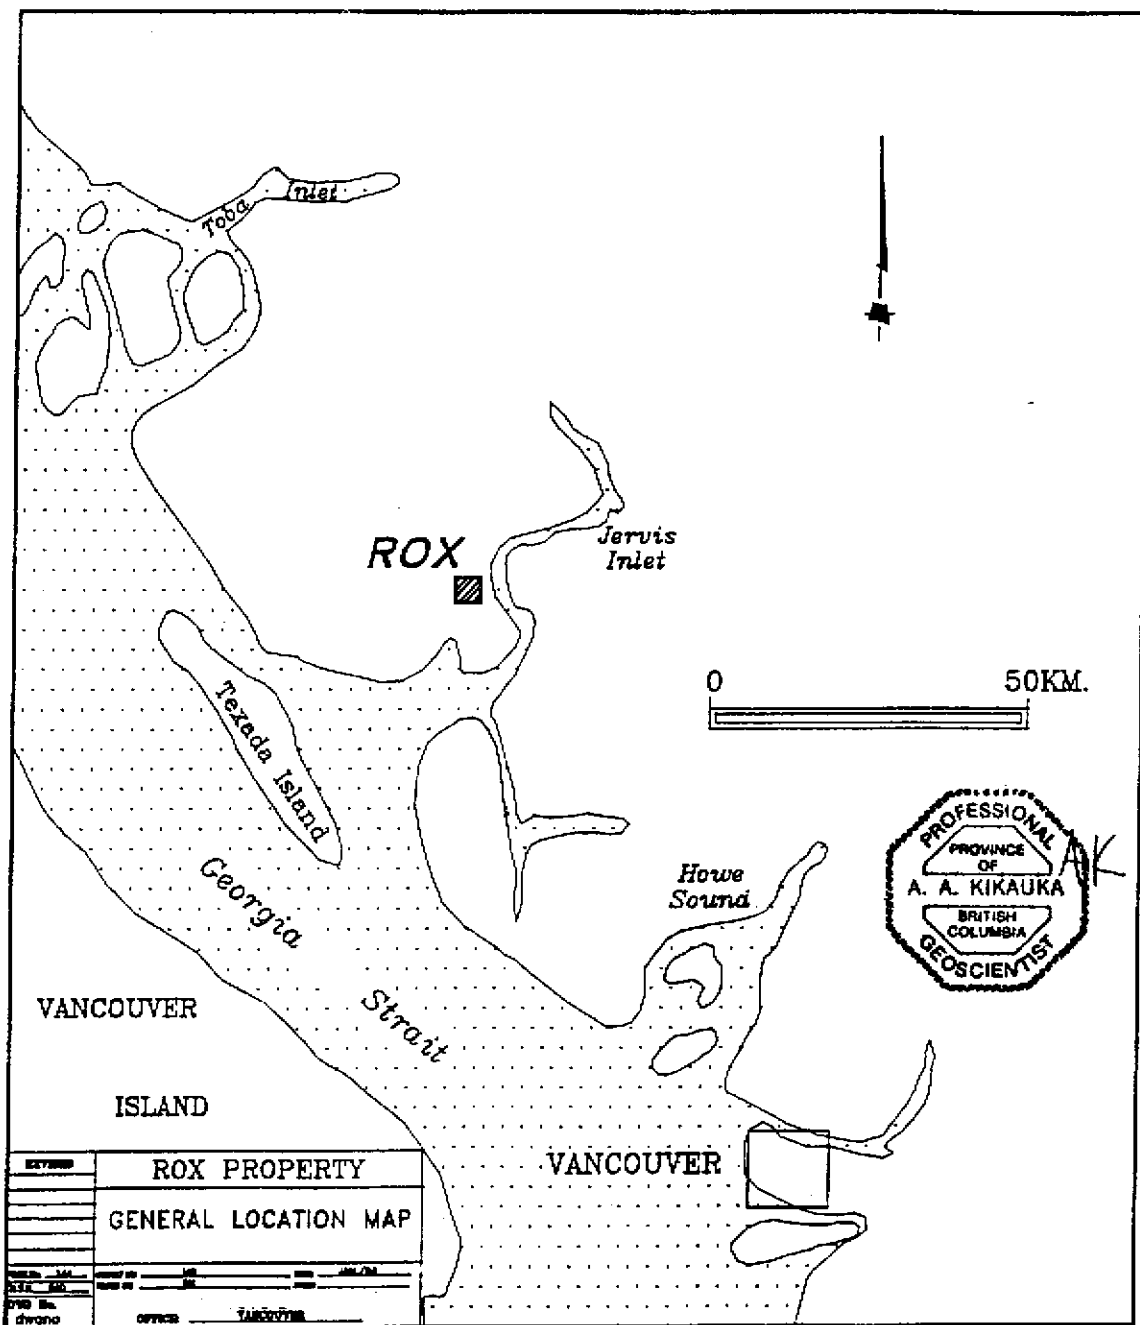 Toba Inlet
Jervis
Inlet
ROX
0 50KM.
Texada Island
PROFESSIONAL
PROVINCE
OF
A. A. KIKAUKA
BRITISH
COLUMBIA
GEOSCIENTIST
AK
Howe
Sound
Georgia
Strait
VANCOUVER
ISLAND
VANCOUVER
ROX PROPERTY
GENERAL LOCATION MAP
OFFICE VANCOUVER